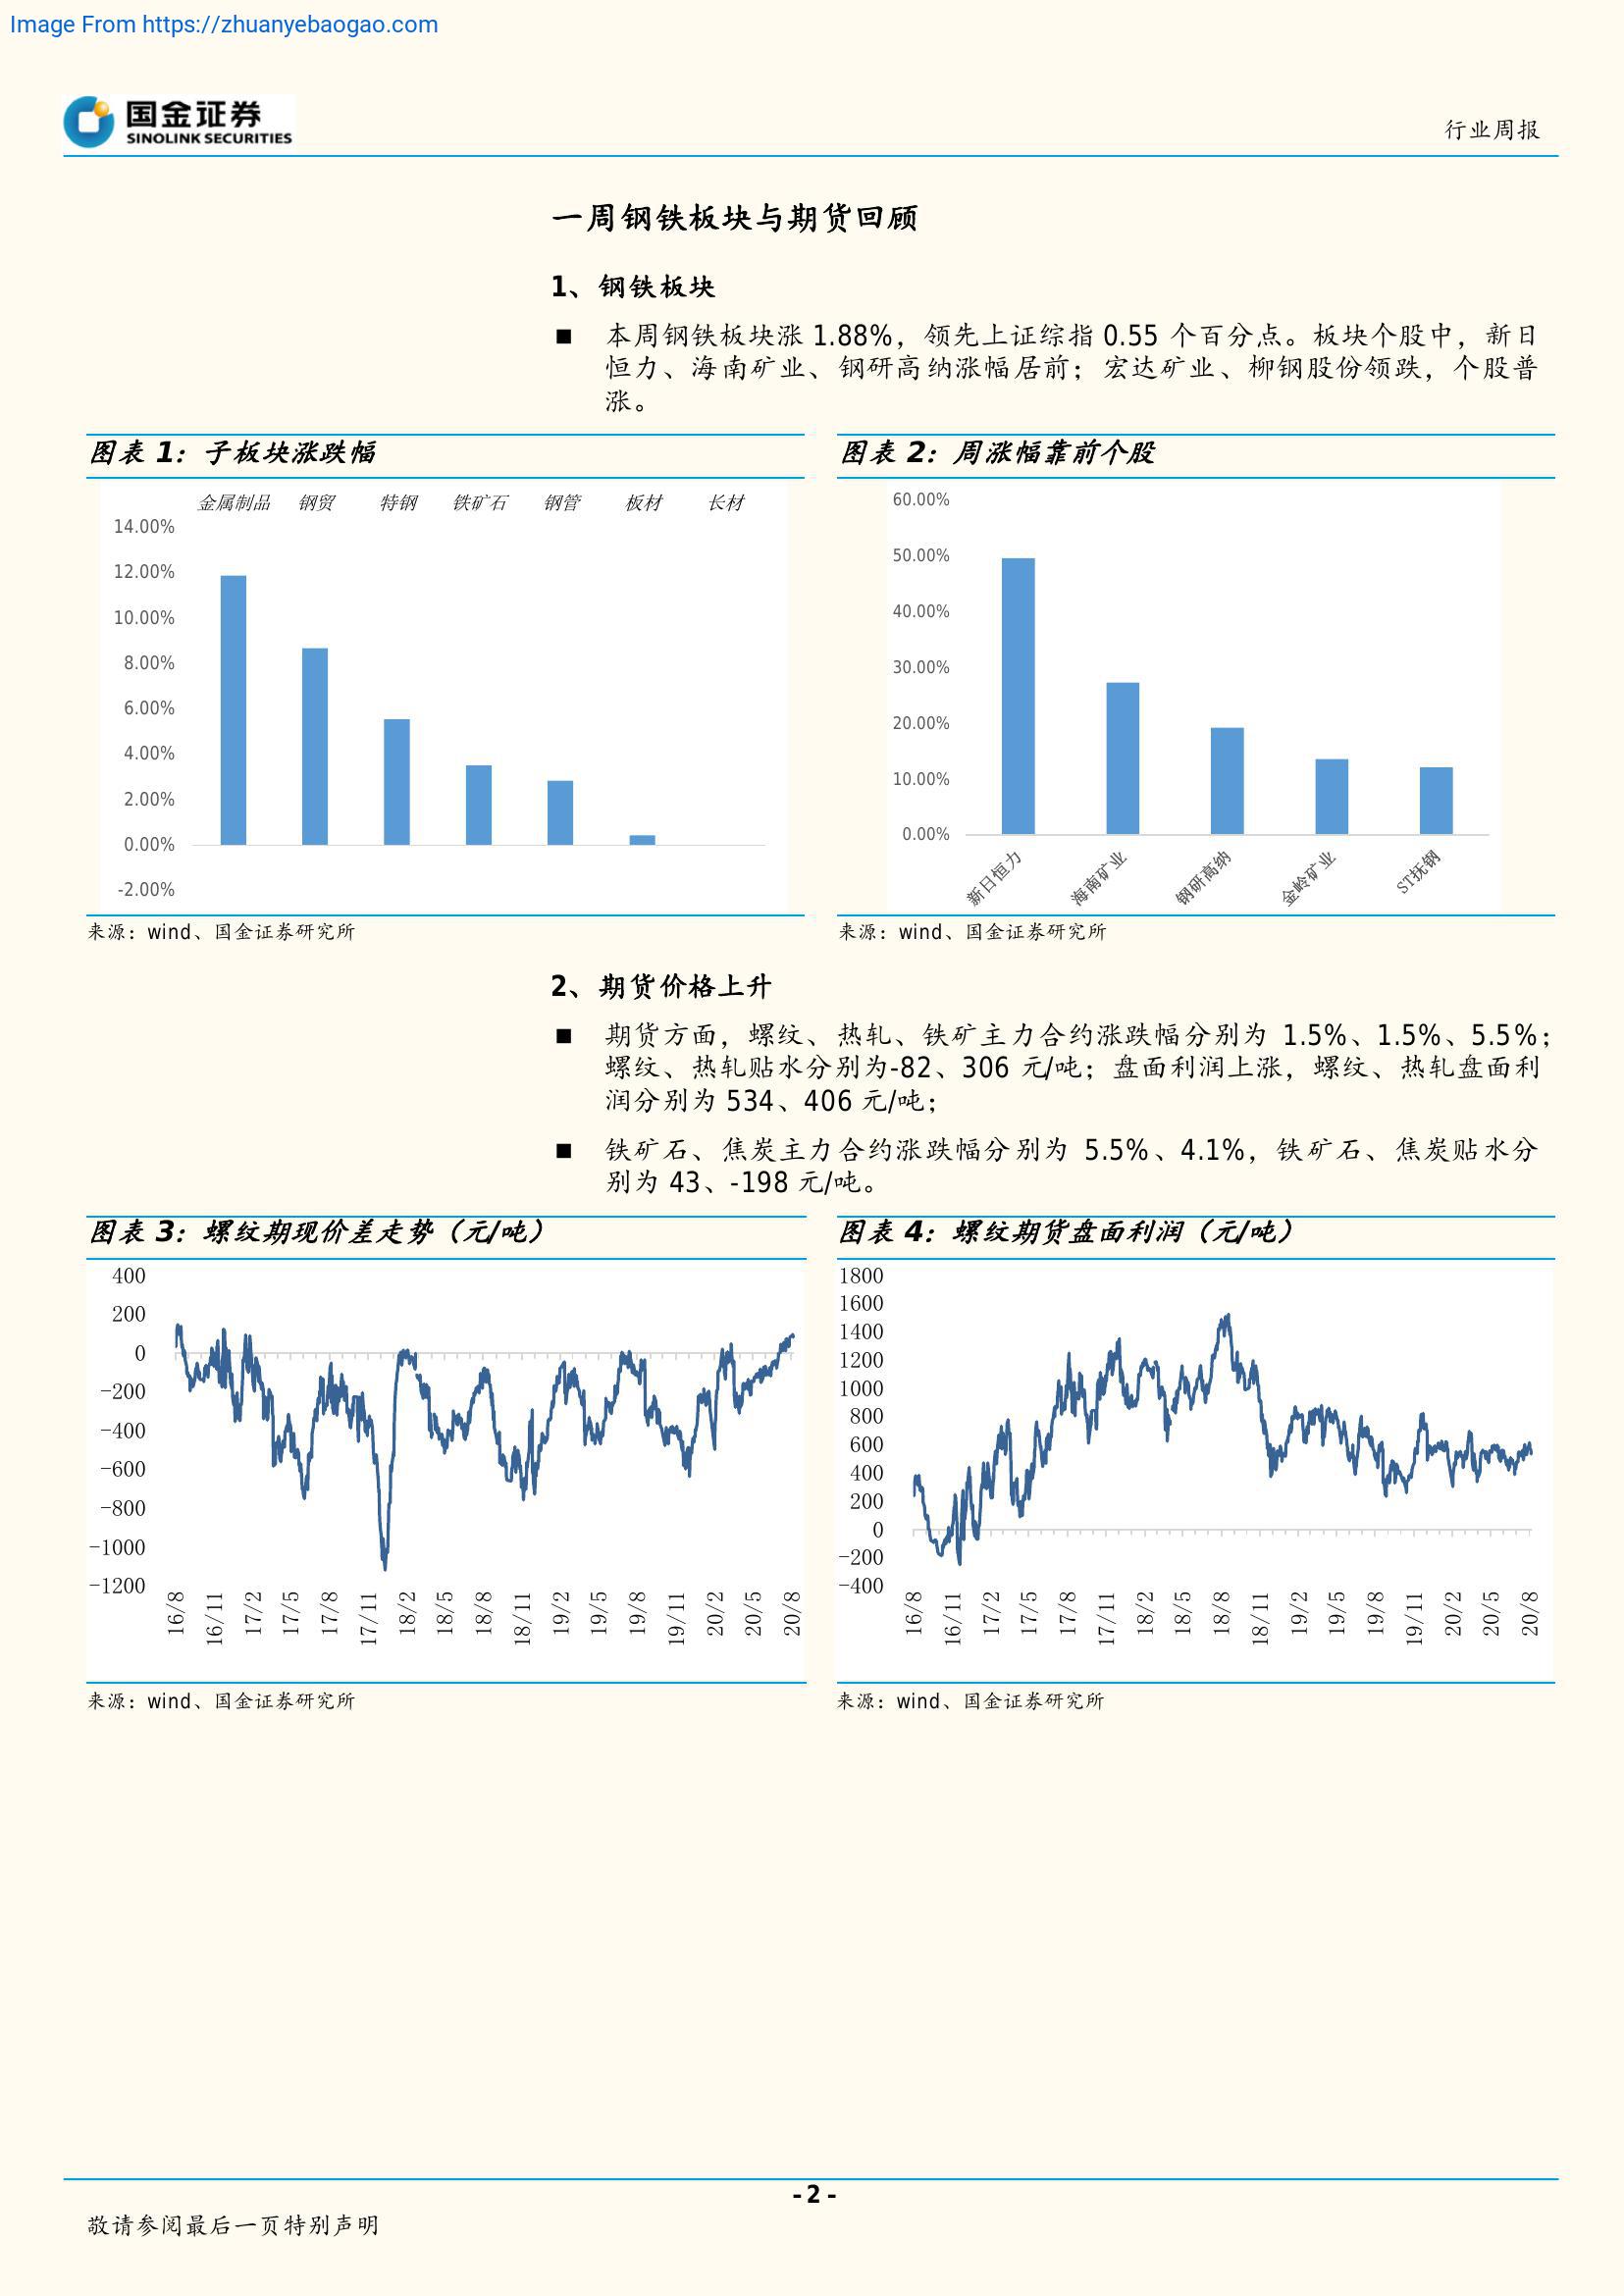 Image From https://zhuanyebaogao.com
国金证券
SINOLINK SECURITIES
行业周报
一周钢铁板块与期货回顾
1、钢铁板块
■ 本周钢铁板块涨 1.88%，领先上证综指 0.55 个百分点。板块个股中，新日
恒力、海南矿业、钢研高纳涨幅居前；宏达矿业、柳钢股份领跌，个股普
涨。
图表 1：子板块涨跌幅
金属制品 钢贸 特钢 铁矿石 钢管 板材 长材
14.00%
12.00%
10.00%
8.00%
6.00%
4.00%
2.00%
0.00%
-2.00%
来源：wind、国金证券研究所
图表 2：周涨幅靠前个股
60.00%
50.00%
40.00%
30.00%
20.00%
10.00%
0.00%
新日恒力 海南矿业 钢研高纳 金岭矿业 ST抚钢
来源：wind、国金证券研究所
2、期货价格上升
■ 期货方面，螺纹、热轧、铁矿主力合约涨跌幅分别为 1.5%、1.5%、5.5%；
螺纹、热轧贴水分别为-82、306 元/吨；盘面利润上涨，螺纹、热轧盘面利
润分别为 534、406 元/吨；
■ 铁矿石、焦炭主力合约涨跌幅分别为 5.5%、4.1%，铁矿石、焦炭贴水分
别为 43、-198 元/吨。
图表 3：螺纹期现价差走势（元/吨）
400
200
0
-200
-400
-600
-800
-1000
-1200
16/8 16/11 17/2 17/5 17/8 17/11 18/2 18/5 18/8 18/11 19/2 19/5 19/8 19/11 20/2 20/5 20/8
来源：wind、国金证券研究所
图表 4：螺纹期货盘面利润（元/吨）
1800
1600
1400
1200
1000
800
600
400
200
0
-200
-400
16/8 16/11 17/2 17/5 17/8 17/11 18/2 18/5 18/8 18/11 19/2 19/5 19/8 19/11 20/2 20/5 20/8
来源：wind、国金证券研究所
- 2 -
敬请参阅最后一页特别声明